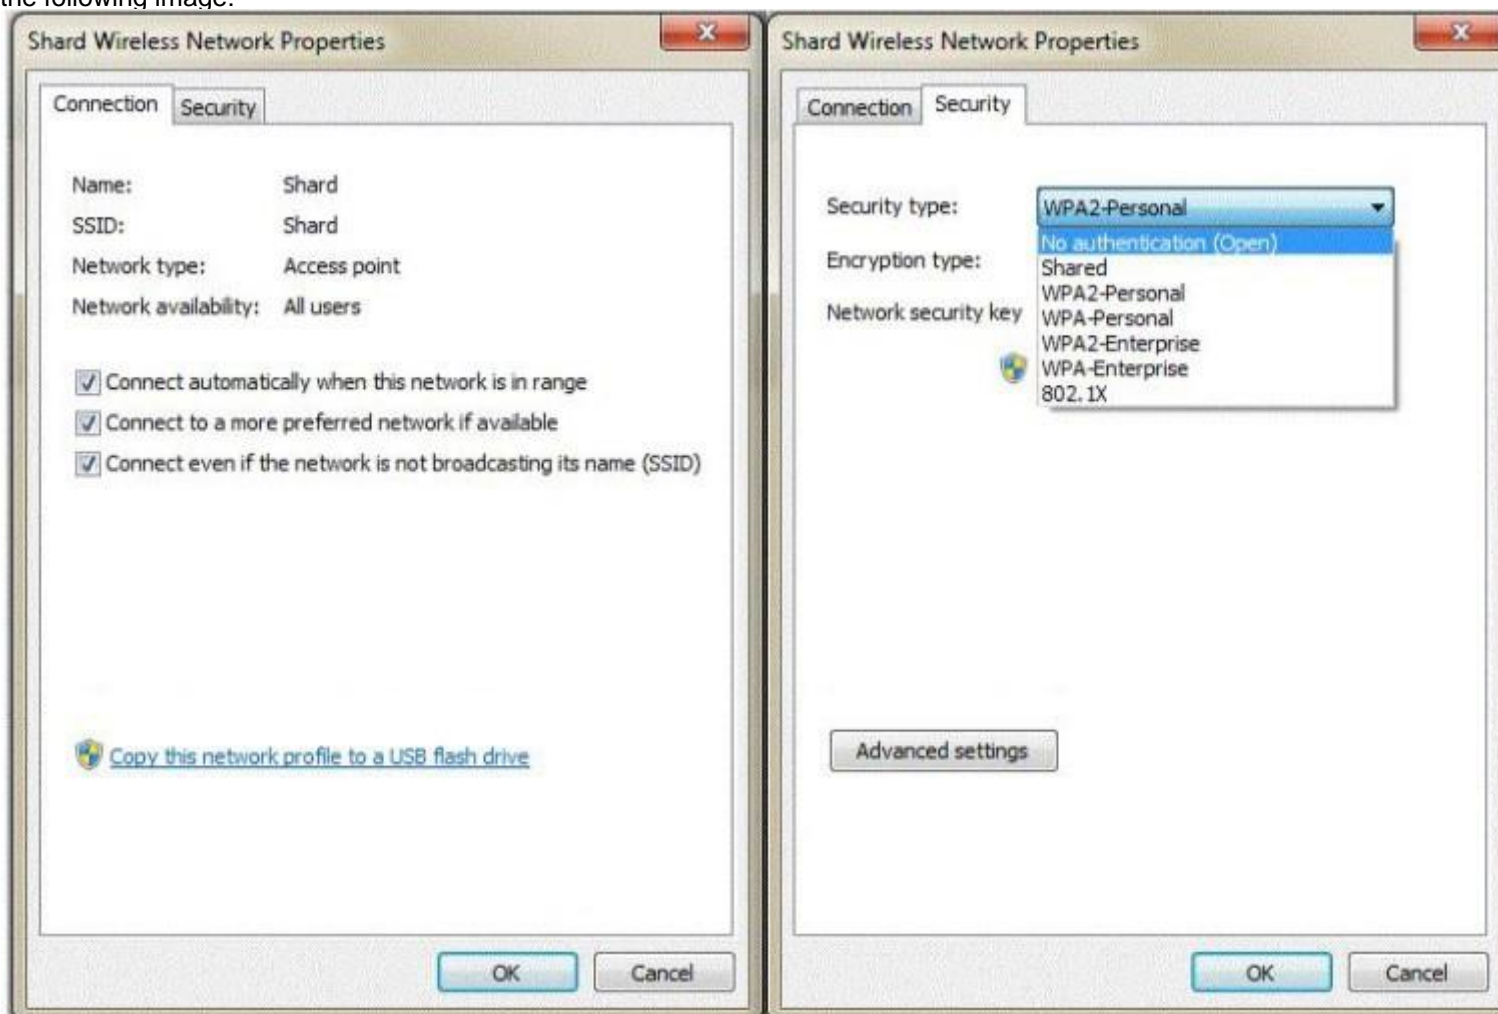 the following image:
Shard Wireless Network Properties
Connection Security
Name: Shard
SSID: Shard
Network type: Access point
Network availability: All users
Connect automatically when this network is in range
Connect to a more preferred network if available
Connect even if the network is not broadcasting its name (SSID)
Copy this network profile to a USB flash drive
OK Cancel
Shard Wireless Network Properties
Connection Security
Security type: WPA2-Personal
No authentication (Open)
Encryption type:
Shared
WPA2-Personal
Network security key
WPA-Personal
WPA2-Enterprise
WPA-Enterprise
802.1X
Advanced settings
OK Cancel